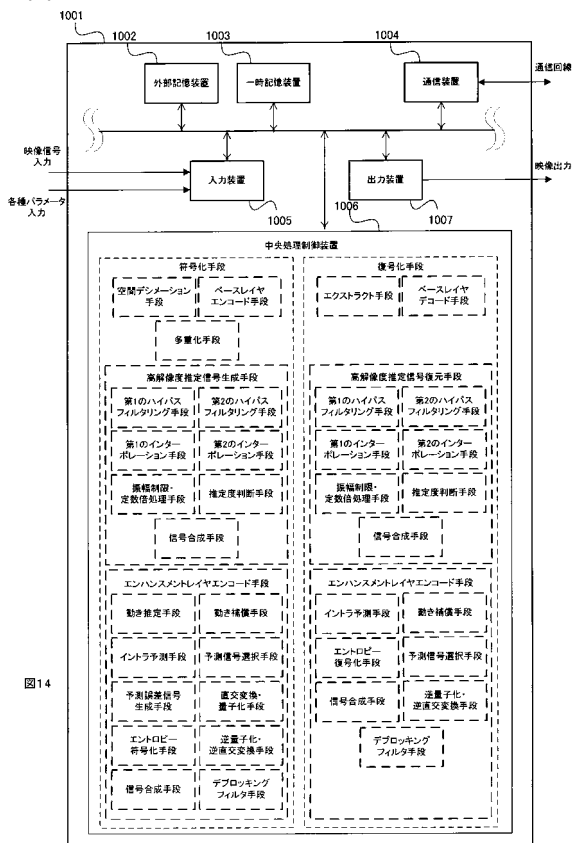 1001
1002
1003
1004
外部記憶装置
一時記憶装置
通信装置
通信回線
映像信号
入力
各種パラメータ
入力
入力装置
1005
出力装置
1006
1007
映像出力
中央処理制御装置
符号化手段
空間デシメーション
手段
ベースレイヤ
エンコード手段
多重化手段
高解像度推定信号生成手段
第1のハイパス
フィルタリング手段
第2のハイパス
フィルタリング手段
第1のインター
ポレーション手段
第2のインター
ポレーション手段
振幅制限・
定数倍処理手段
推定度判断手段
信号合成手段
エンハンスメントレイヤエンコード手段
動き推定手段
動き補償手段
イントラ予測手段
予測信号選択手段
予測誤差信号
生成手段
直交変換・
量子化手段
エントロピー
符号化手段
逆量子化・
逆直交変換手段
信号合成手段
デブロッキング
フィルタ手段
復号化手段
エクストラクト手段
ベースレイヤ
デコード手段
高解像度推定信号復元手段
第1のハイパス
フィルタリング手段
第2のハイパス
フィルタリング手段
第1のインター
ポレーション手段
第2のインター
ポレーション手段
振幅制限・
定数倍処理手段
推定度判断手段
信号合成手段
エンハンスメントレイヤエンコード手段
イントラ予測手段
動き補償手段
エントロピー
復号化手段
予測信号選択手段
信号合成手段
逆量子化・
逆直交変換手段
デブロッキング
フィルタ手段
図14